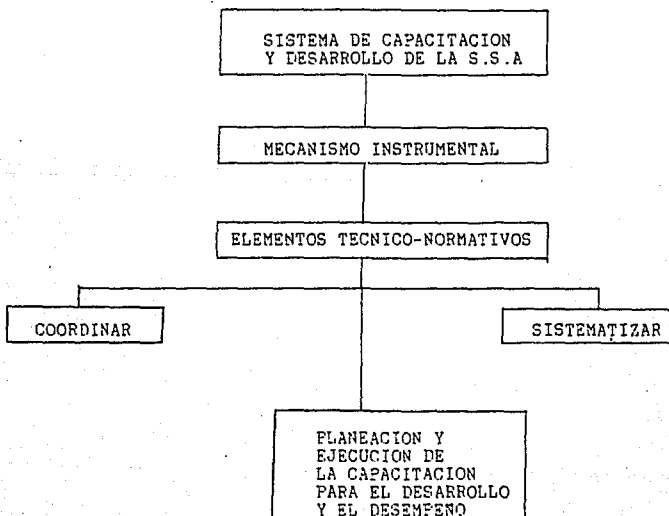 SISTEMA DE CAPACITACION
Y DESARROLLO DE LA S.S.A
MECANISMO INSTRUMENTAL
ELEMENTOS TECNICO-NORMATIVOS
COORDINAR
SISTEMATIZAR
PLANEACION Y
EJECUCION DE
LA CAPACITACION
PARA EL DESARROLLO
Y EL DESEMPEÑO